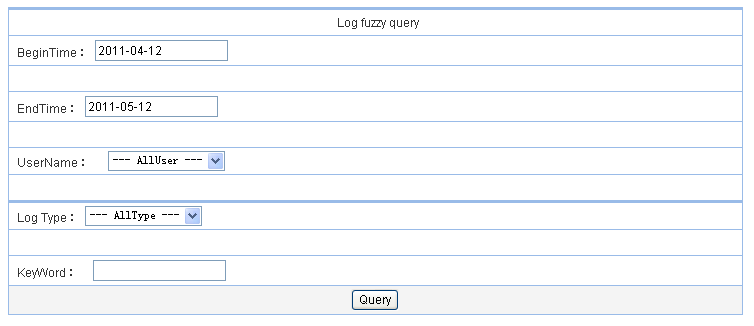 Log fuzzy query
BeginTime： 2011-04-12
EndTime： 2011-05-12
UserName： --- AllUser ---
Log Type： --- AllType ---
KeyWord：
Query